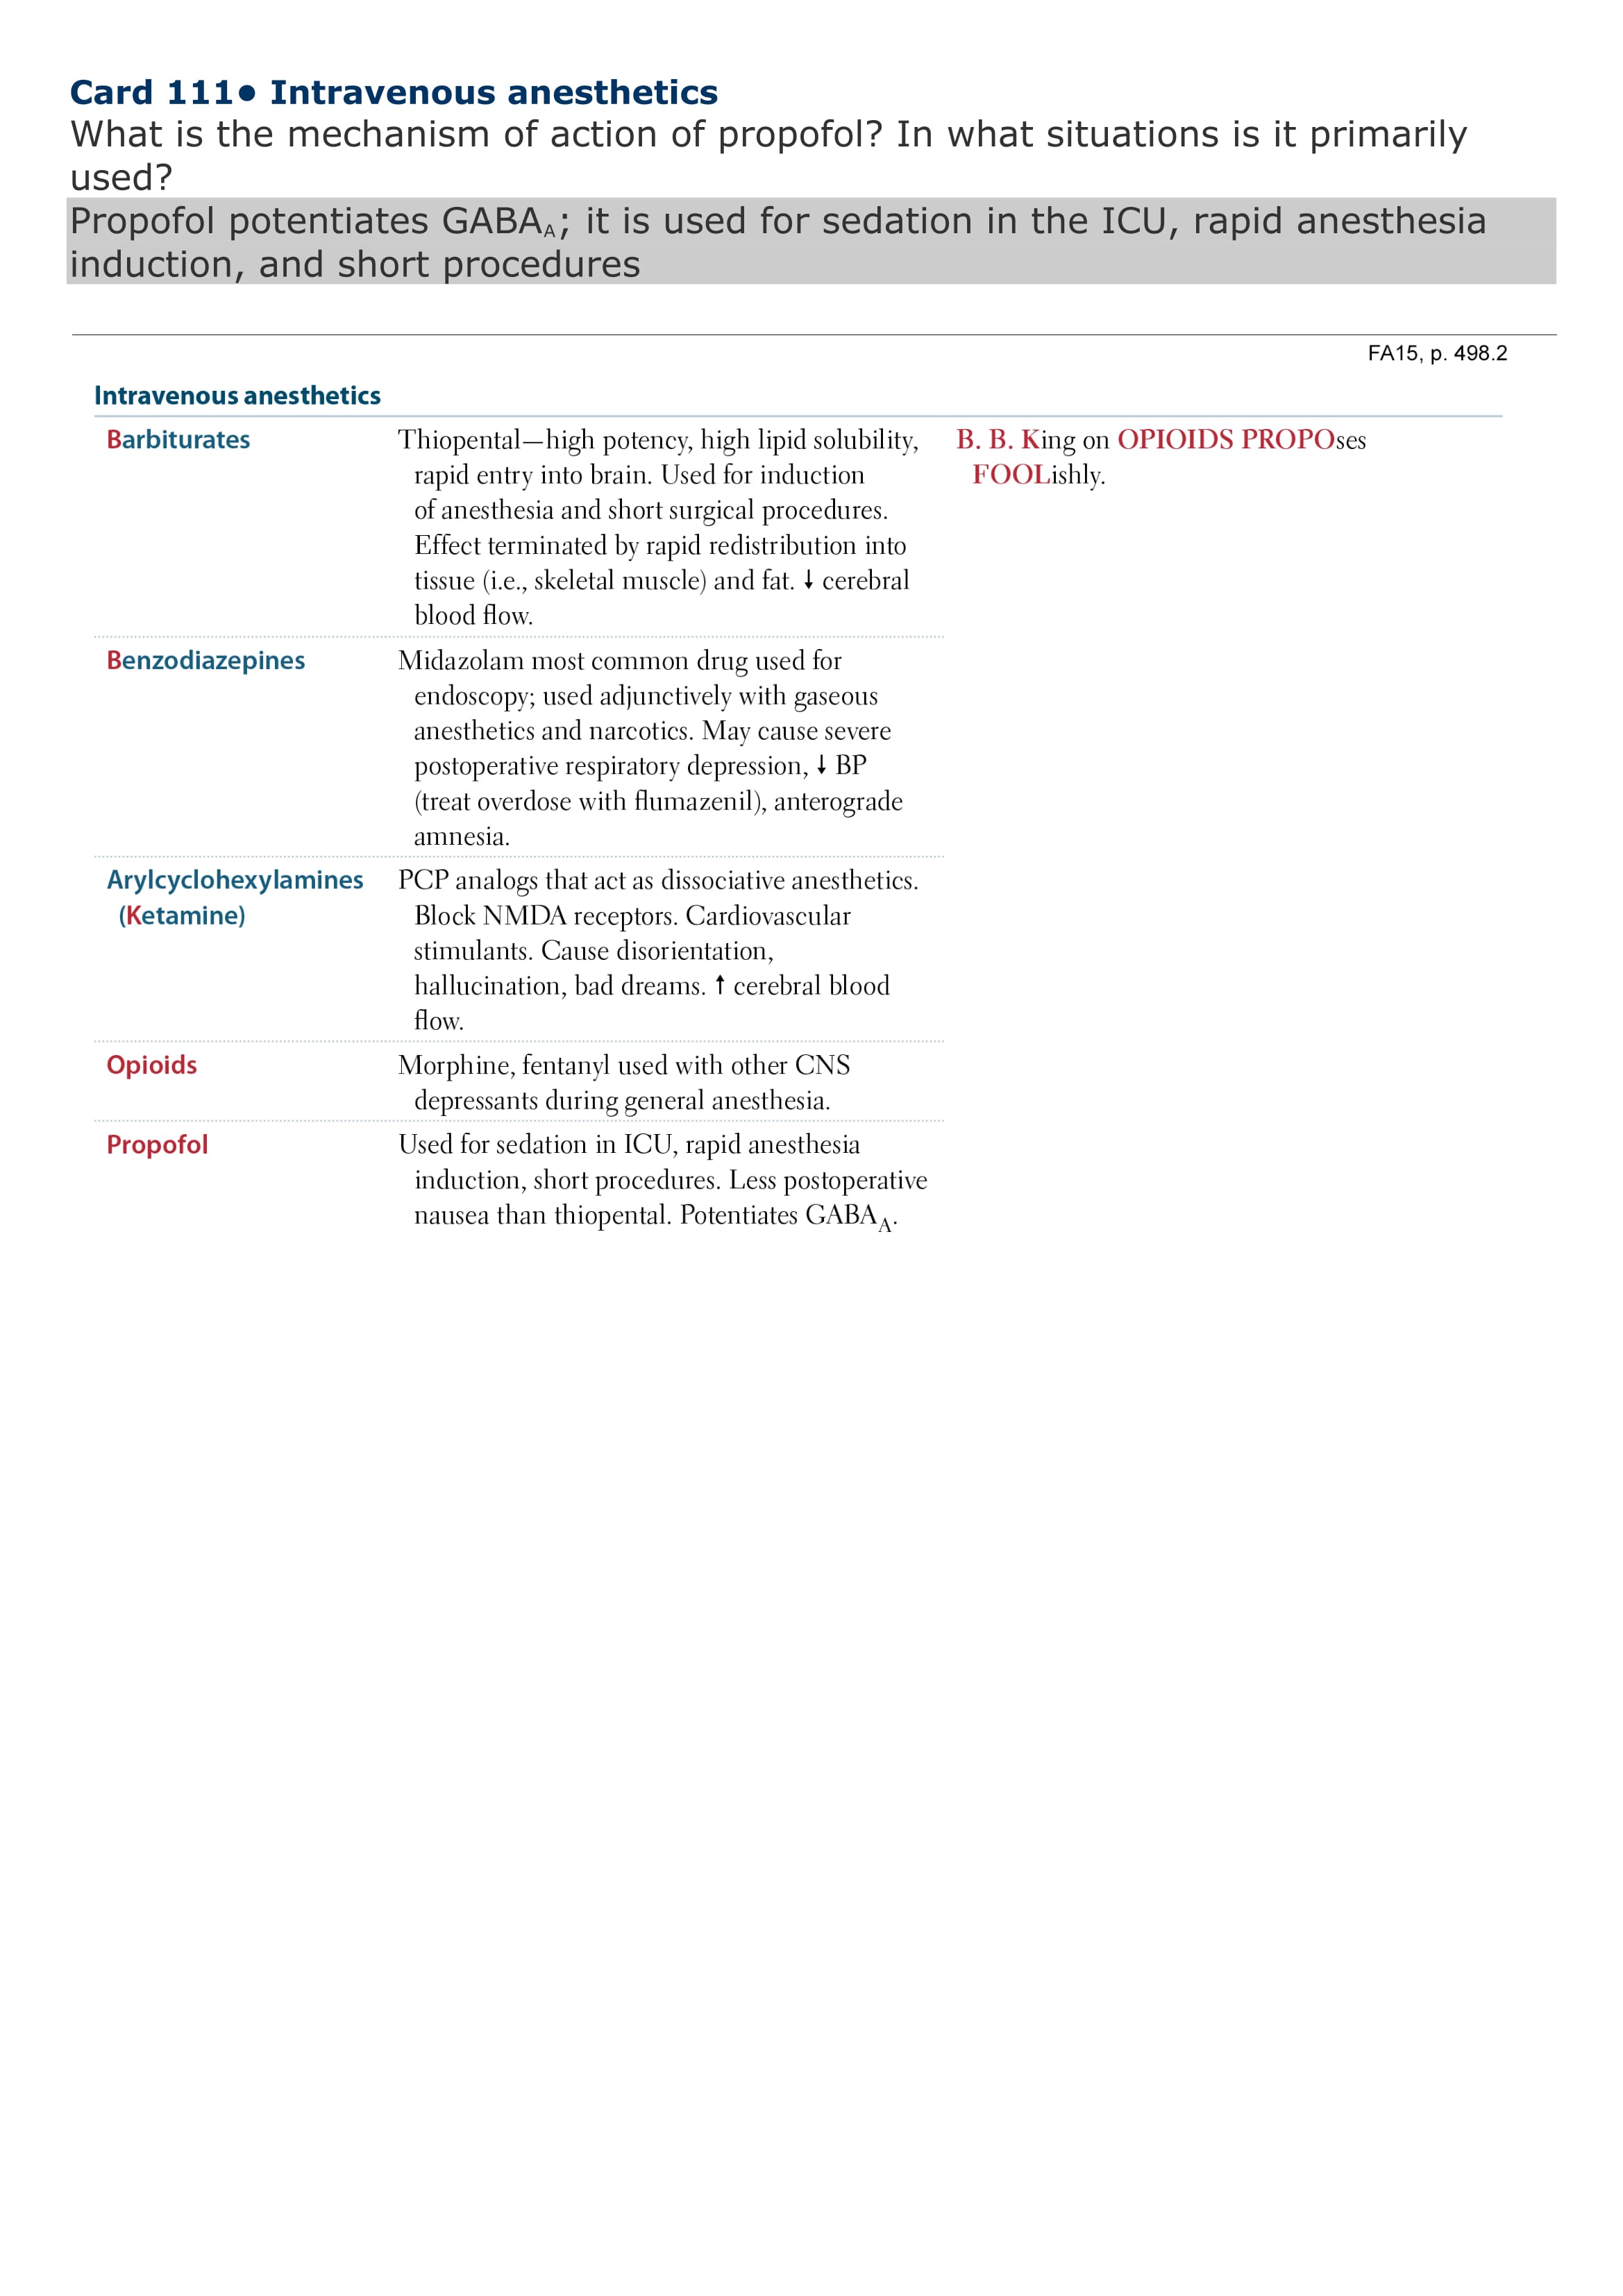 Card 111● Intravenous anesthetics
What is the mechanism of action of propofol? In what situations is it primarily
used?
Propofol potentiates GABAA; it is used for sedation in the ICU, rapid anesthesia
induction, and short procedures
FA15, p. 498.2
Intravenous anesthetics
Barbiturates
Thiopental—high potency, high lipid solubility,
rapid entry into brain. Used for induction
of anesthesia and short surgical procedures.
Effect terminated by rapid redistribution into
tissue (i.e., skeletal muscle) and fat. ↓ cerebral
blood flow.
B. B. King on OPIOIDS PROPOses
FOOLishly.
Benzodiazepines
Midazolam most common drug used for
endoscopy; used adjunctively with gaseous
anesthetics and narcotics. May cause severe
postoperative respiratory depression, ↓ BP
(treat overdose with flumazenil), anterograde
amnesia.
Arylcyclohexylamines
(Ketamine)
PCP analogs that act as dissociative anesthetics.
Block NMDA receptors. Cardiovascular
stimulants. Cause disorientation,
hallucination, bad dreams. ↑ cerebral blood
flow.
Opioids
Morphine, fentanyl used with other CNS
depressants during general anesthesia.
Propofol
Used for sedation in ICU, rapid anesthesia
induction, short procedures. Less postoperative
nausea than thiopental. Potentiates GABAA.